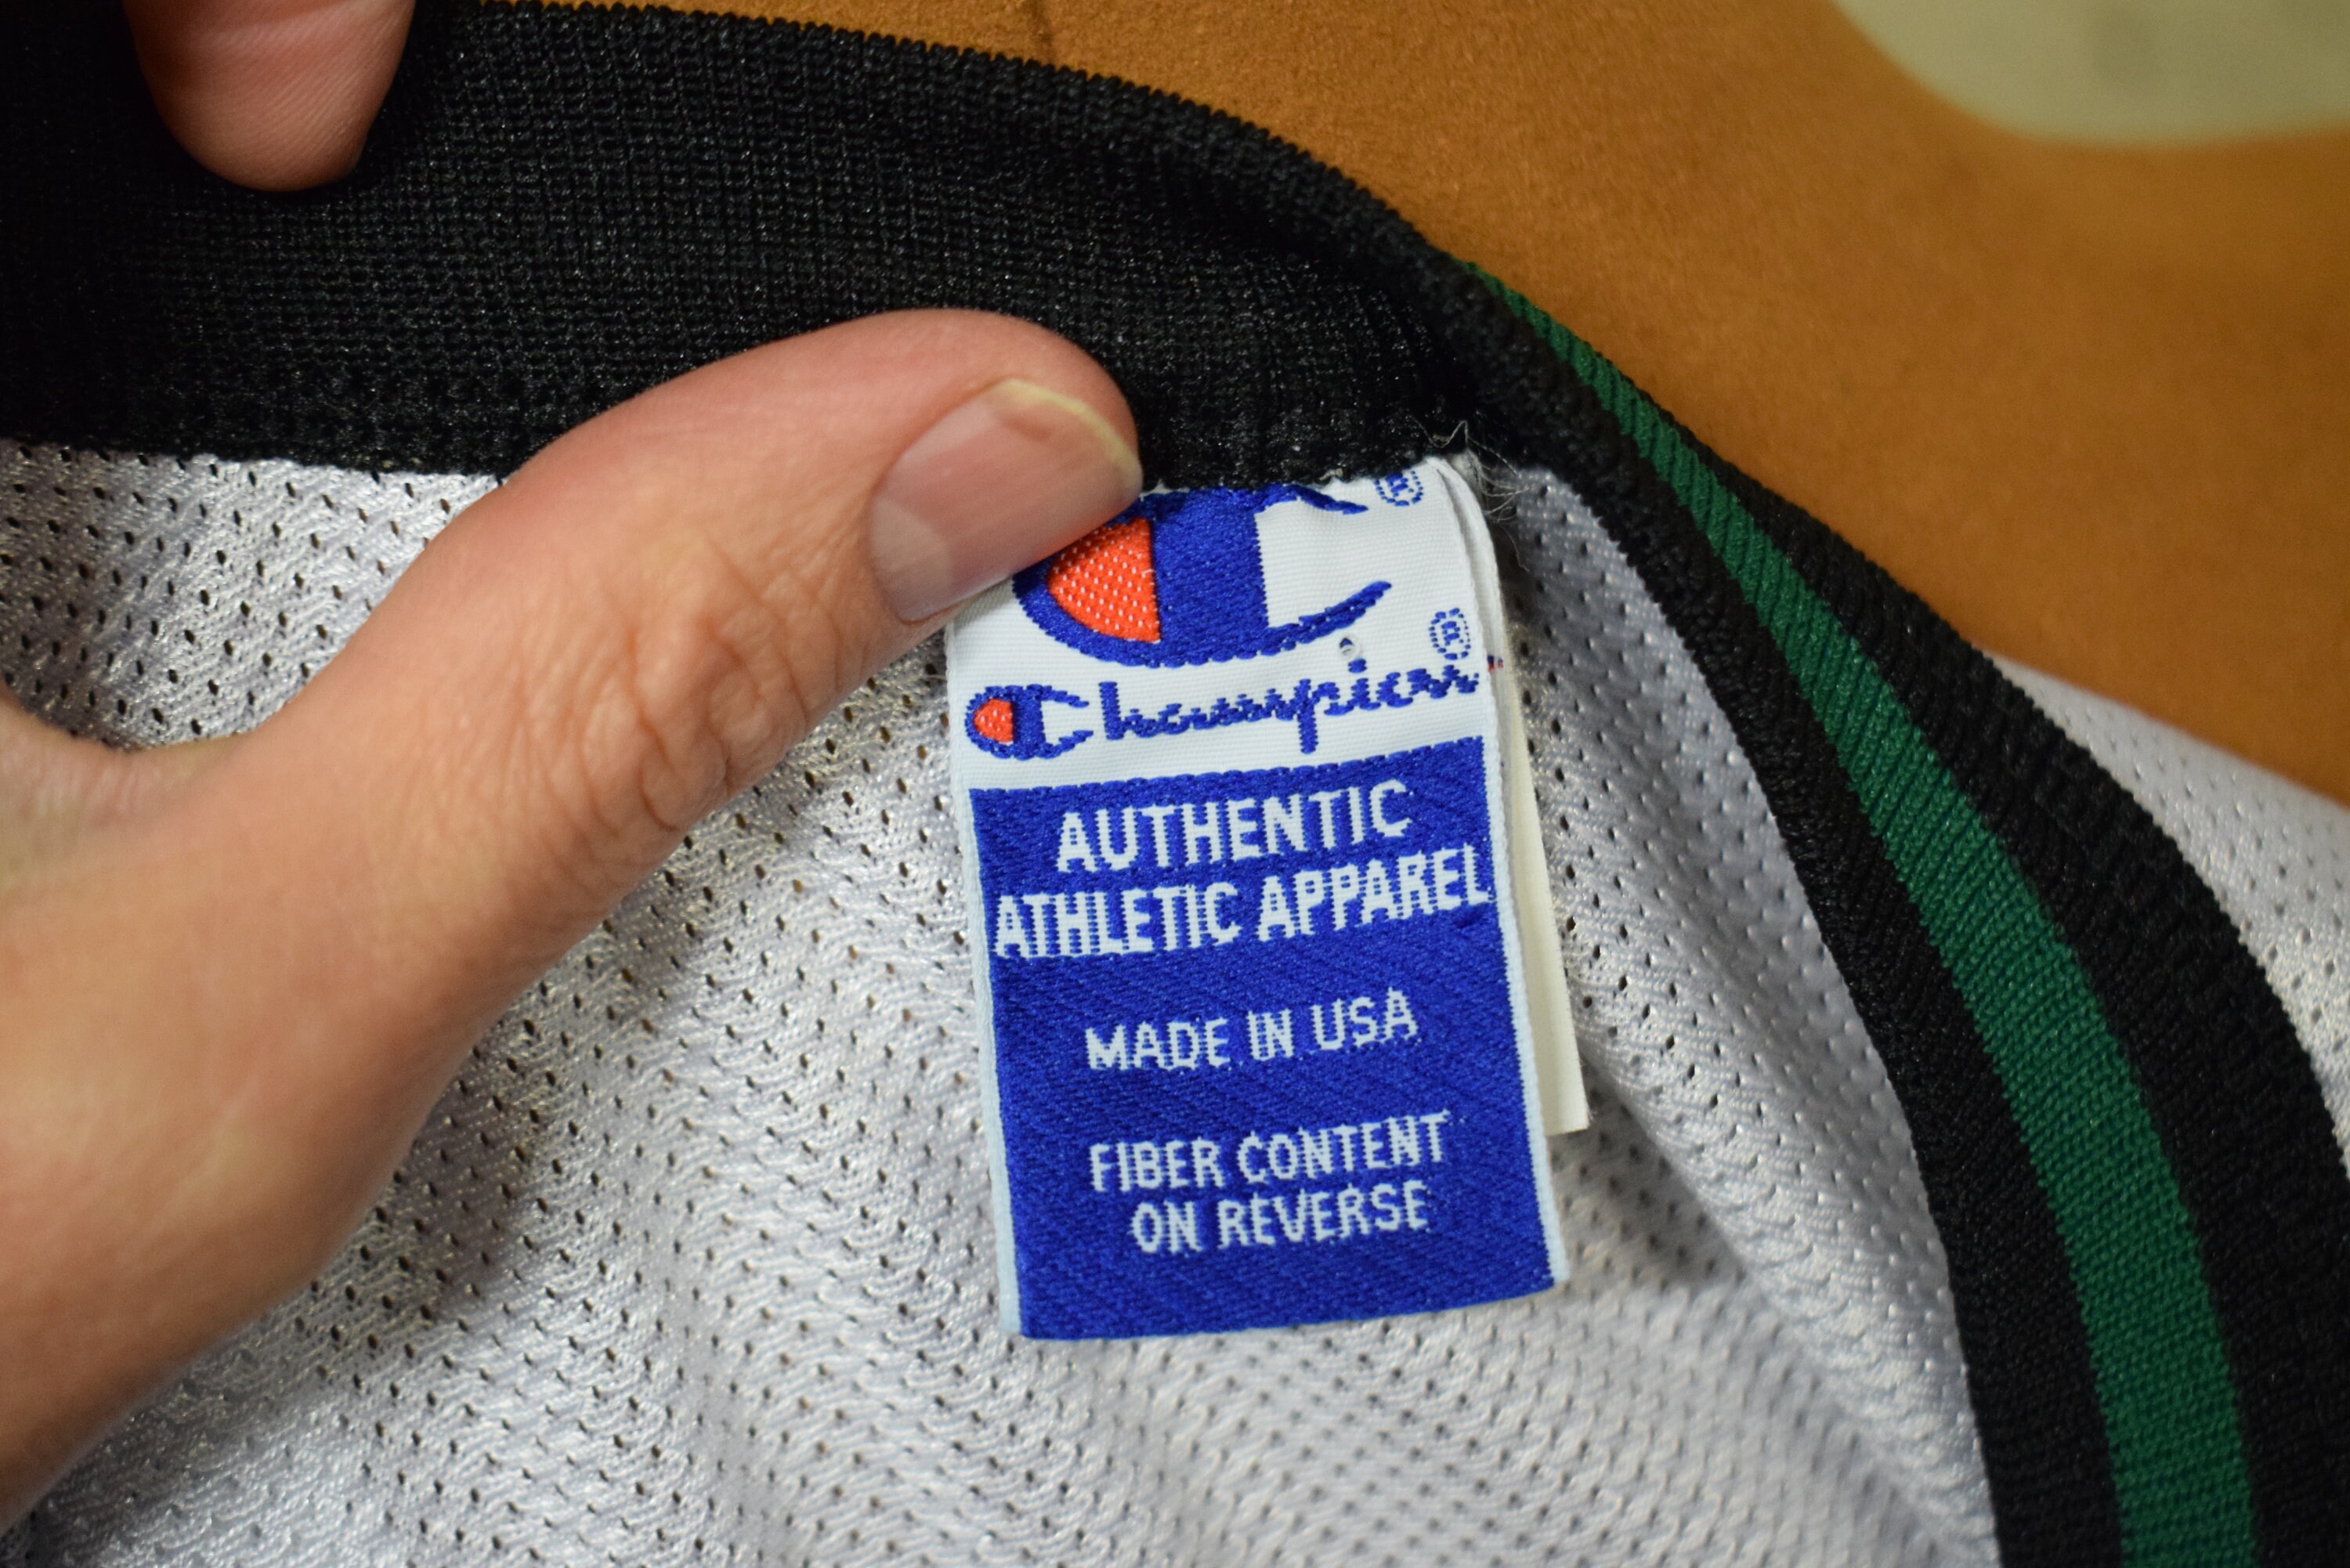 ®
Champion ®
AUTHENTIC
ATHLETIC APPAREL
MADE IN USA
FIBER CONTENT
ON REVERSE